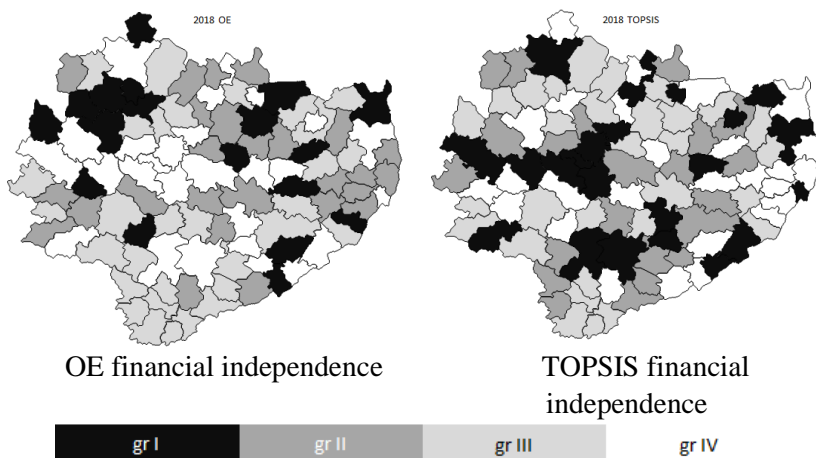 2018 OE
2018 TOPSIS
OE financial independence
TOPSIS financial
independence
gr I
gr II
gr III
gr IV